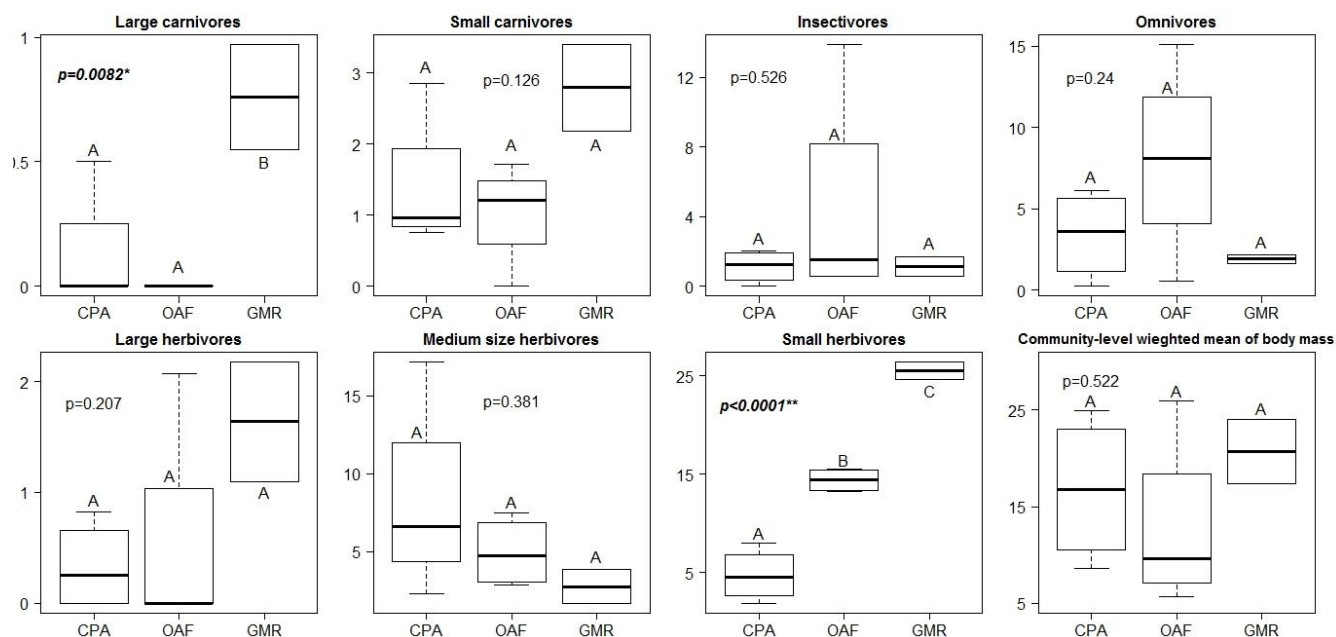 Large carnivores
1
p=0.0082*
A
A
B
0
CPA OAF GMR
Small carnivores
3
2
1
0
A
p=0.126
A
A
CPA OAF GMR
Insectivores
12
8
4
0
p=0.526
A
A
A
CPA OAF GMR
Omnivores
15
10
5
0
p=0.24
A
A
A
CPA OAF GMR
Large herbivores
2
1
0
p=0.207
A
A
A
CPA OAF GMR
Medium size herbivores
15
10
5
p=0.381
A
A
A
CPA OAF GMR
Small herbivores
25
15
5
p<0.0001**
A
B
C
CPA OAF GMR
Community-level wieghted mean of body mass
25
15
5
p=0.522
A
A
A
CPA OAF GMR